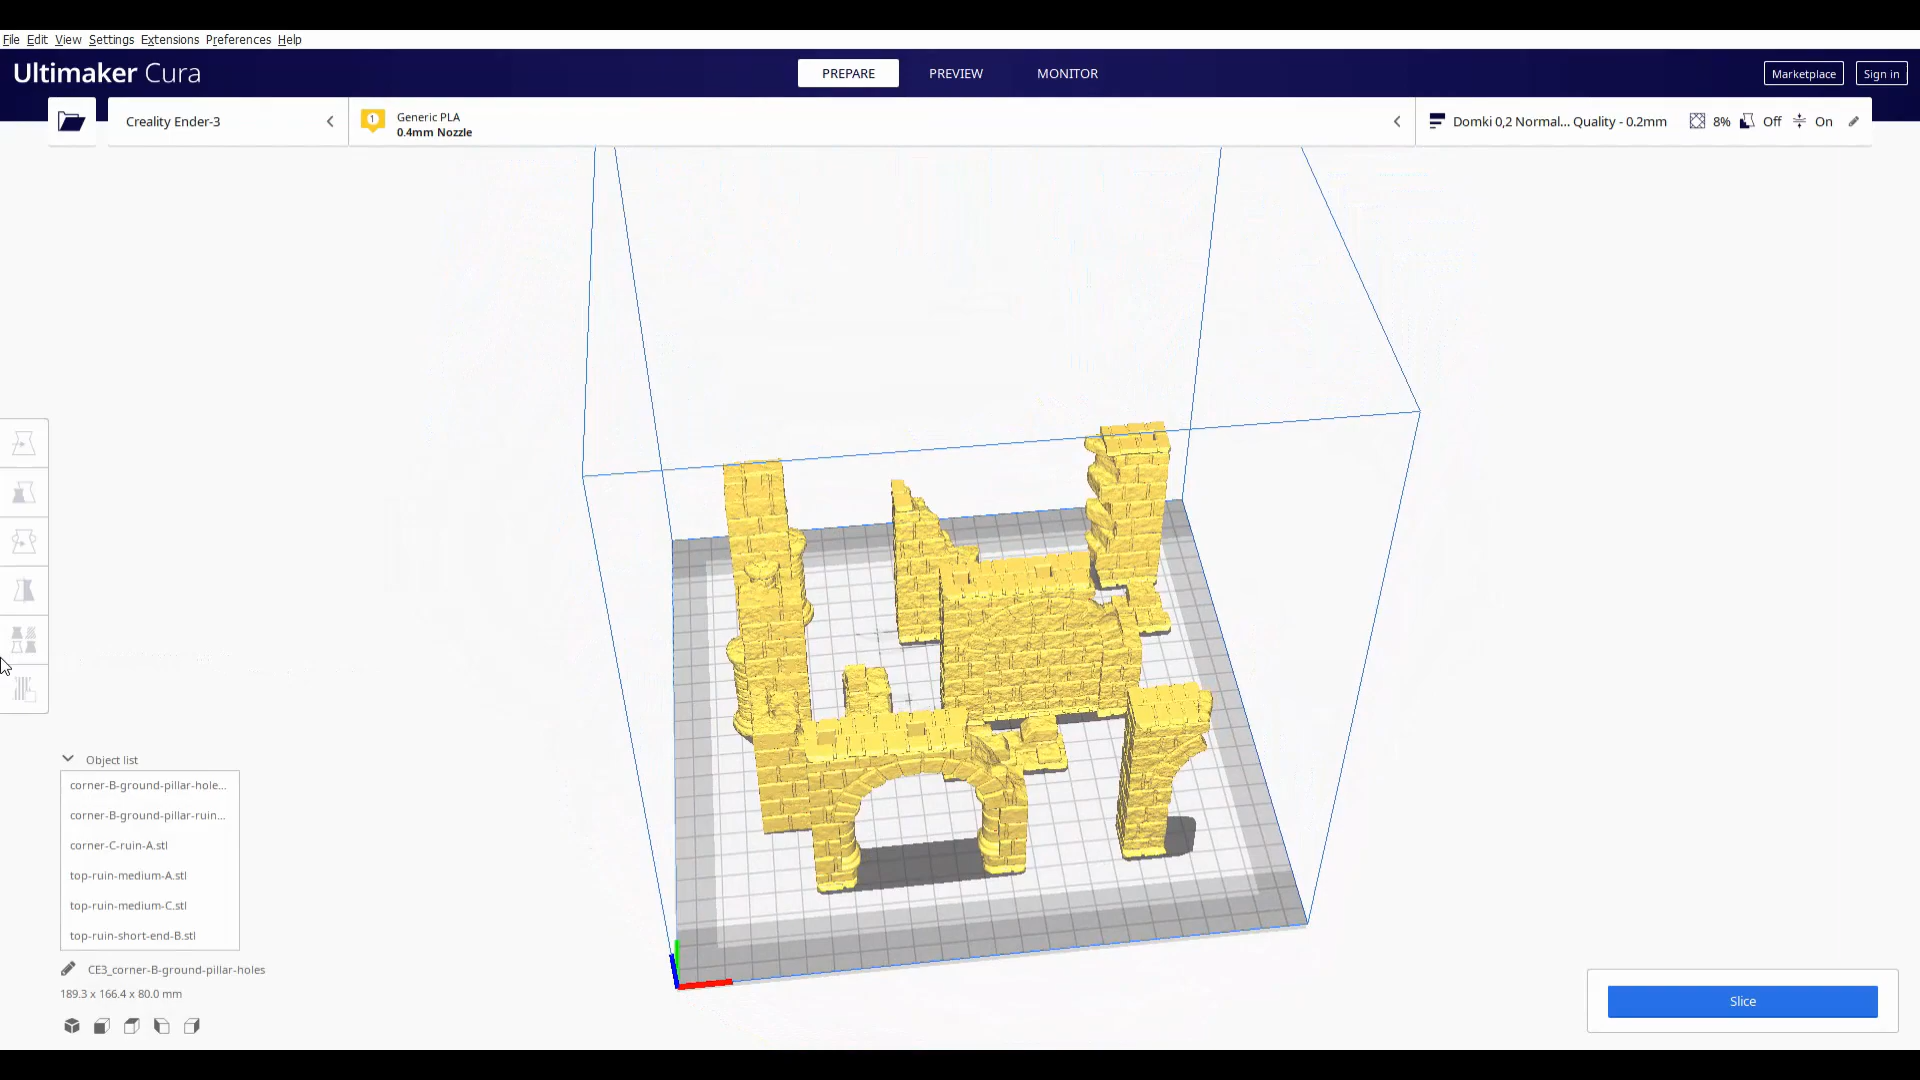 File Edit View Settings Extensions Preferences Help
Ultimaker Cura
PREPARE PREVIEW MONITOR
Marketplace Sign in
Creality Ender-3
1 Generic PLA
0.4mm Nozzle
Domki 0,2 Normal... Quality - 0.2mm 8% Off On
Object list
corner-B-ground-pillar-hole...
corner-B-ground-pillar-ruin...
corner-C-ruin-A.stl
top-ruin-medium-A.stl
top-ruin-medium-C.stl
top-ruin-short-end-B.stl
CE3_corner-B-ground-pillar-holes
189.3 x 166.4 x 80.0 mm
Slice